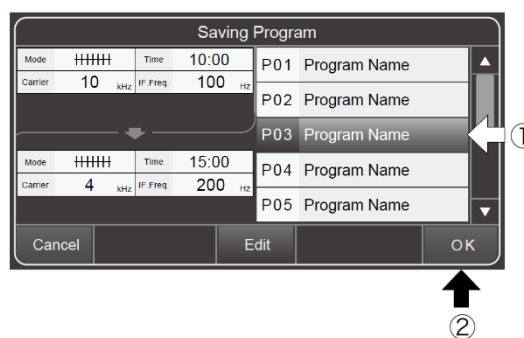 Saving Program
Mode Time 10:00
Carrier 10 kHz IF.Freq. 100 Hz
Mode Time 15:00
Carrier 4 kHz IF.Freq. 200 Hz
P01 Program Name
P02 Program Name
P03 Program Name
P04 Program Name
P05 Program Name
①
Cancel Edit OK
②